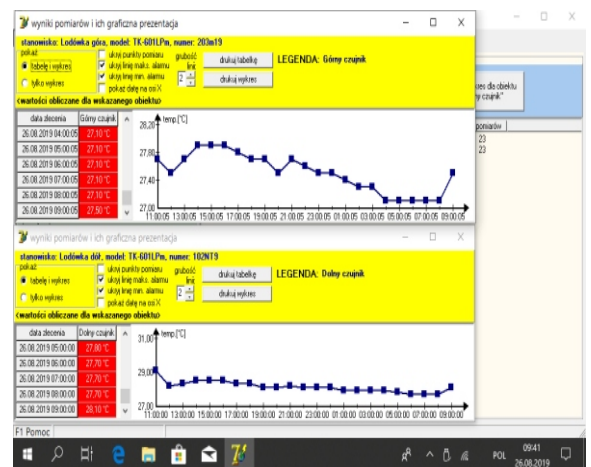 wyniki pomiarów i ich graficzna prezentacja
stanowisko: Lodówka góra, model: TK-601LPm, numer: 203m19
pokaż:
tabelę i wykres
tylko wykres
ukryj punkty pomiaru
ukryj linię maks. alarmu
ukryj linię min. alarmu
pokaż datę na osi X
grubość
linii:
2
drukuj tabelkę
drukuj wykres
LEGENDA: Górny czujnik
<wartości obliczane dla wskazanego obiektu>
data zlecenia Górny czujnik
26.08.2019 04:00:05 27,10 °C
26.08.2019 05:00:05 27,10 °C
26.08.2019 06:00:05 27,10 °C
26.08.2019 07:00:05 27,10 °C
26.08.2019 08:00:05 27,10 °C
26.08.2019 09:00:05 27,50 °C
temp.[°C]
28,20
27,80
27,40
27,00
11:00:05 13:00:05 15:00:05 17:00:05 19:00:05 21:00:05 23:00:05 01:00:05 03:00:05 05:00:05 07:00:05 09:00:05
kres dla obiektu
ny czujnik"
pomiarów
23
23
wyniki pomiarów i ich graficzna prezentacja
stanowisko: Lodówka dół, model: TK-601LPm, numer: 102NT9
pokaż:
tabelę i wykres
tylko wykres
ukryj punkty pomiaru
ukryj linię maks. alarmu
ukryj linię min. alarmu
pokaż datę na osi X
grubość
linii:
2
drukuj tabelkę
drukuj wykres
LEGENDA: Dolny czujnik
<wartości obliczane dla wskazanego obiektu>
data zlecenia Dolny czujnik
26.08.2019 05:00:00 27,80 °C
26.08.2019 06:00:00 27,70 °C
26.08.2019 07:00:00 27,70 °C
26.08.2019 08:00:00 27,70 °C
26.08.2019 09:00:00 28,10 °C
temp.[°C]
31,00
29,00
27,00
11:00:00 13:00:00 15:00:00 17:00:00 19:00:00 21:00:00 23:00:00 01:00:00 03:00:00 05:00:00 07:00:00 09:00:00
F1 Pomoc
POL
09:41
26.08.2019